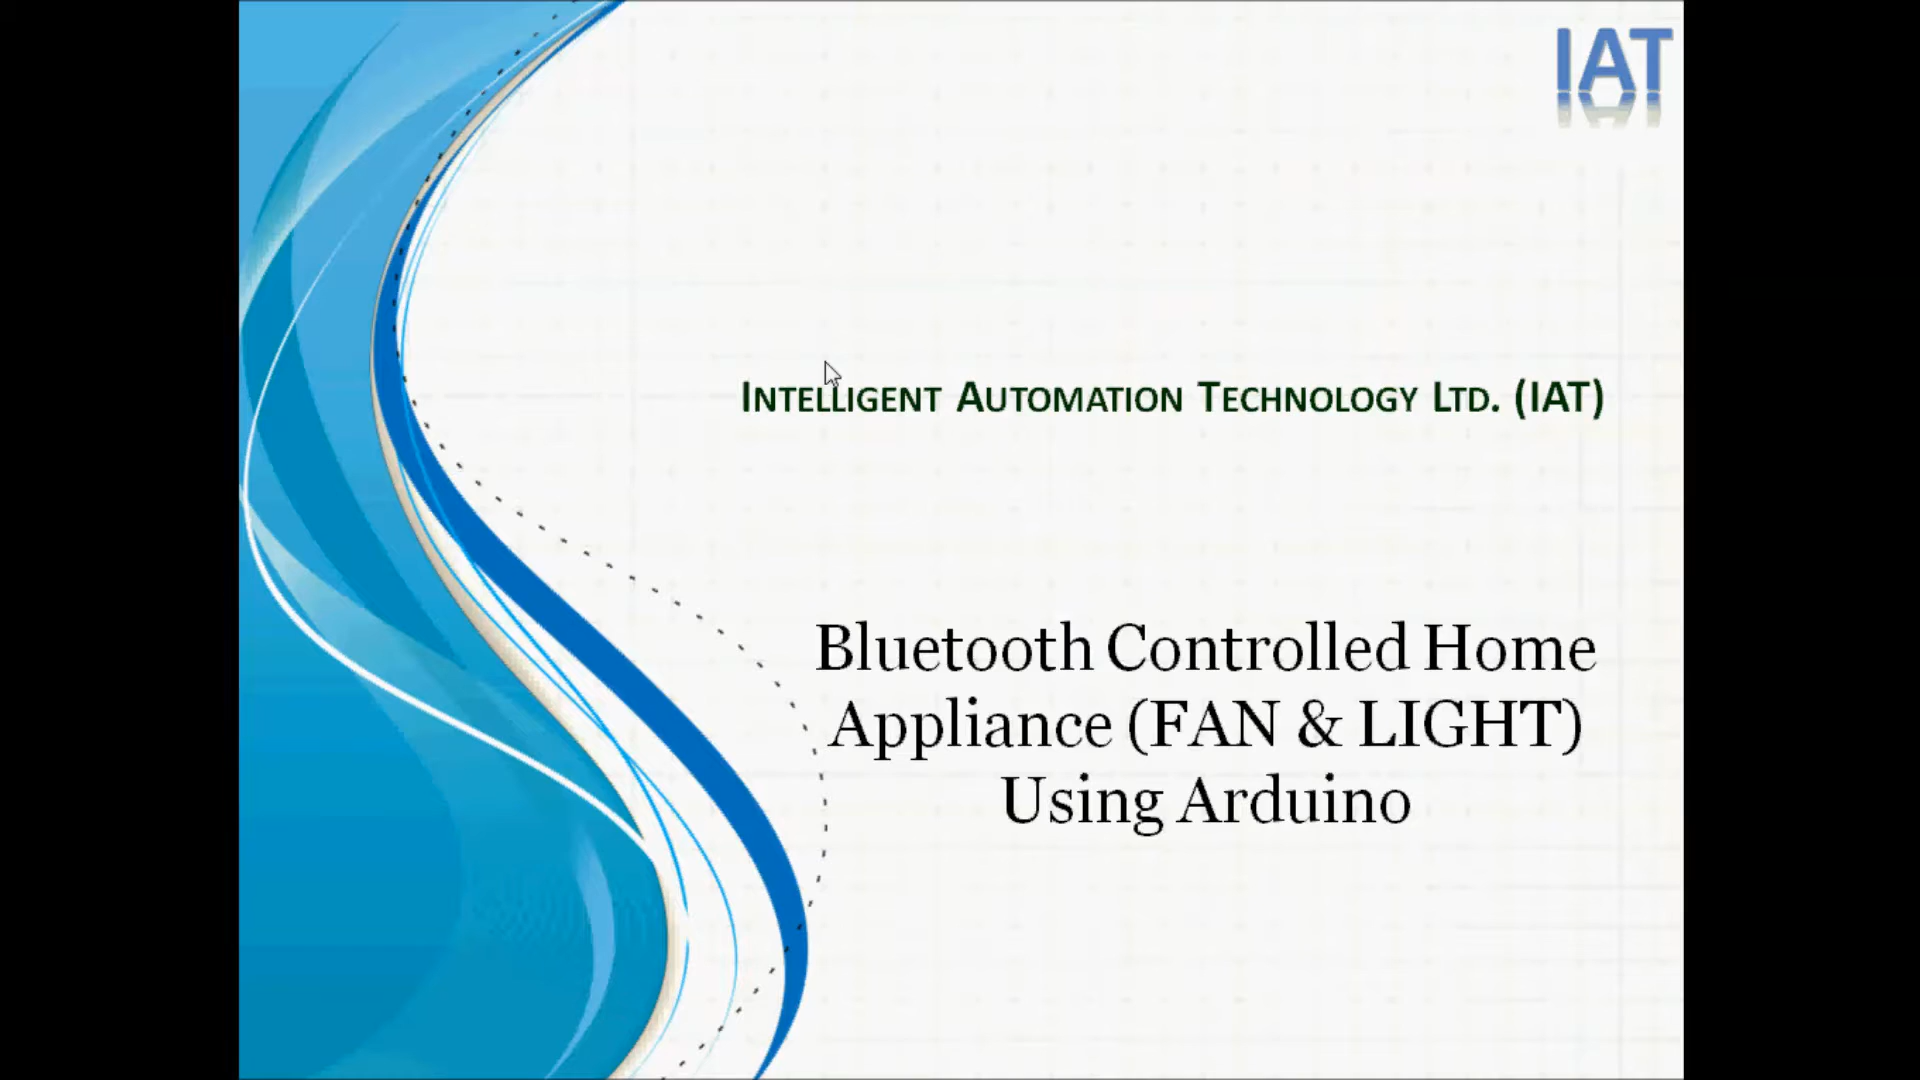 IAT
INTELLIGENT AUTOMATION TECHNOLOGY LTD. (IAT)
Bluetooth Controlled Home
Appliance (FAN & LIGHT)
Using Arduino